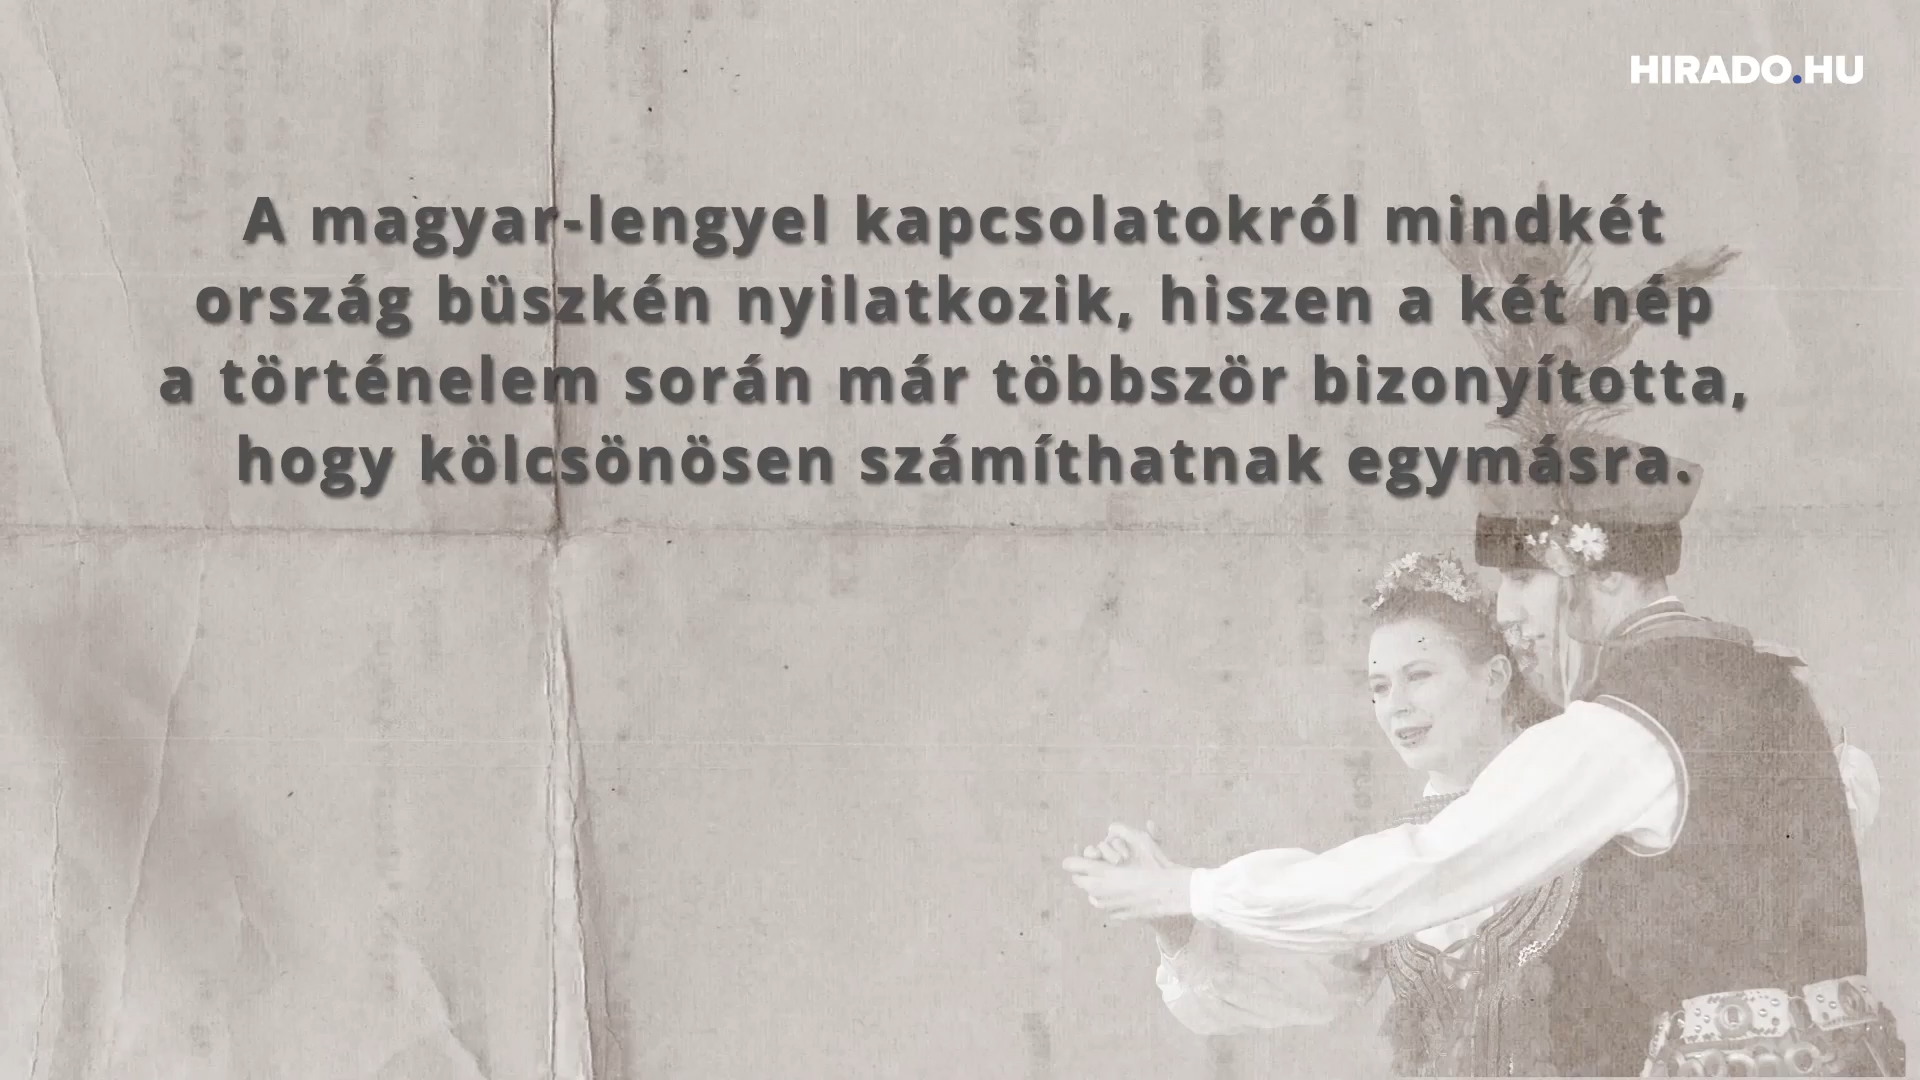 HIRADO.HU
A magyar-lengyel kapcsolatokról mindkét
ország büszkén nyilatkozik, hiszen a két nép
a történelem során már többször bizonyította,
hogy kölcsönösen számíthatnak egymásra.